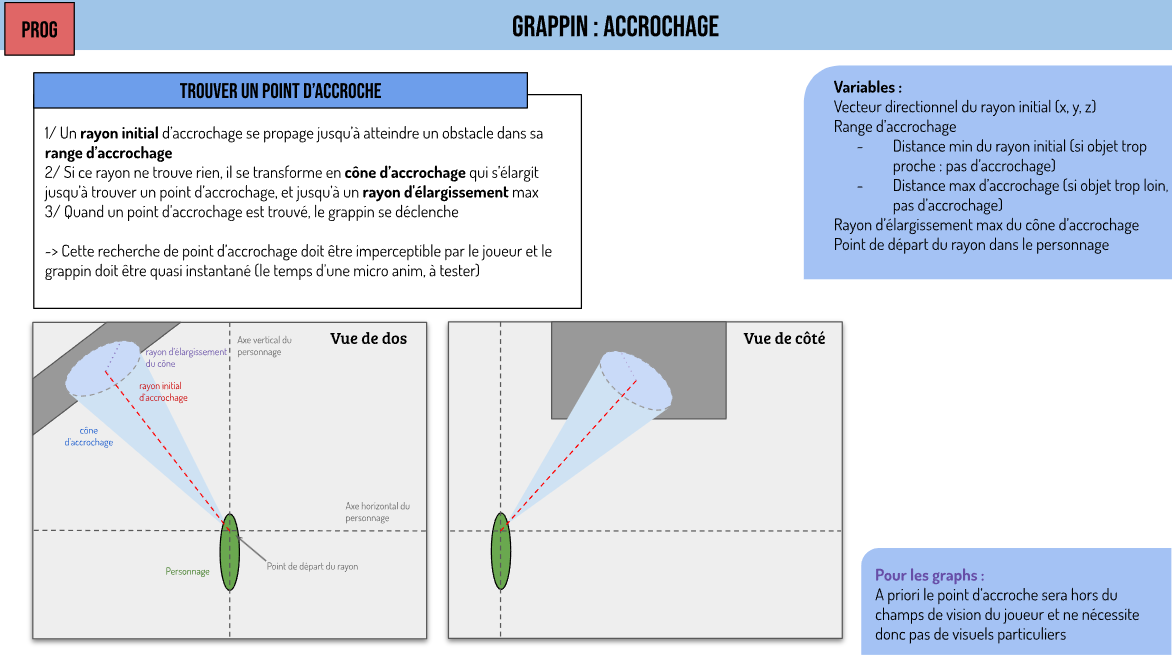 PROG
GRAPPIN : ACCROCHAGE
TROUVER UN POINT D'ACCROCHE
1/ Un rayon initial d'accrochage se propage jusqu'à atteindre un obstacle dans sa
range d'accrochage
2/ Si ce rayon ne trouve rien, il se transforme en cône d'accrochage qui s'élargit
jusqu'à trouver un point d'accrochage, et jusqu'à un rayon d'élargissement max
3/ Quand un point d'accrochage est trouvé, le grappin se déclenche
-> Cette recherche de point d'accrochage doit être imperceptible par le joueur et le
grappin doit être quasi instantané (le temps d'une micro anim, à tester)
Variables :
Vecteur directionnel du rayon initial (x, y, z)
Range d'accrochage
- Distance min du rayon initial (si objet trop
proche : pas d'accrochage)
- Distance max d'accrochage (si objet trop loin,
pas d'accrochage)
Rayon d'élargissement max du cône d'accrochage
Point de départ du rayon dans le personnage
Vue de dos
Axe vertical du
personnage
rayon d'élargissement
du cône
rayon initial
d'accrochage
cône
d'accrochage
Axe horizontal du
personnage
Point de départ du rayon
Personnage
Vue de côté
Pour les graphs :
A priori le point d'accroche sera hors du
champs de vision du joueur et ne nécessite
donc pas de visuels particuliers